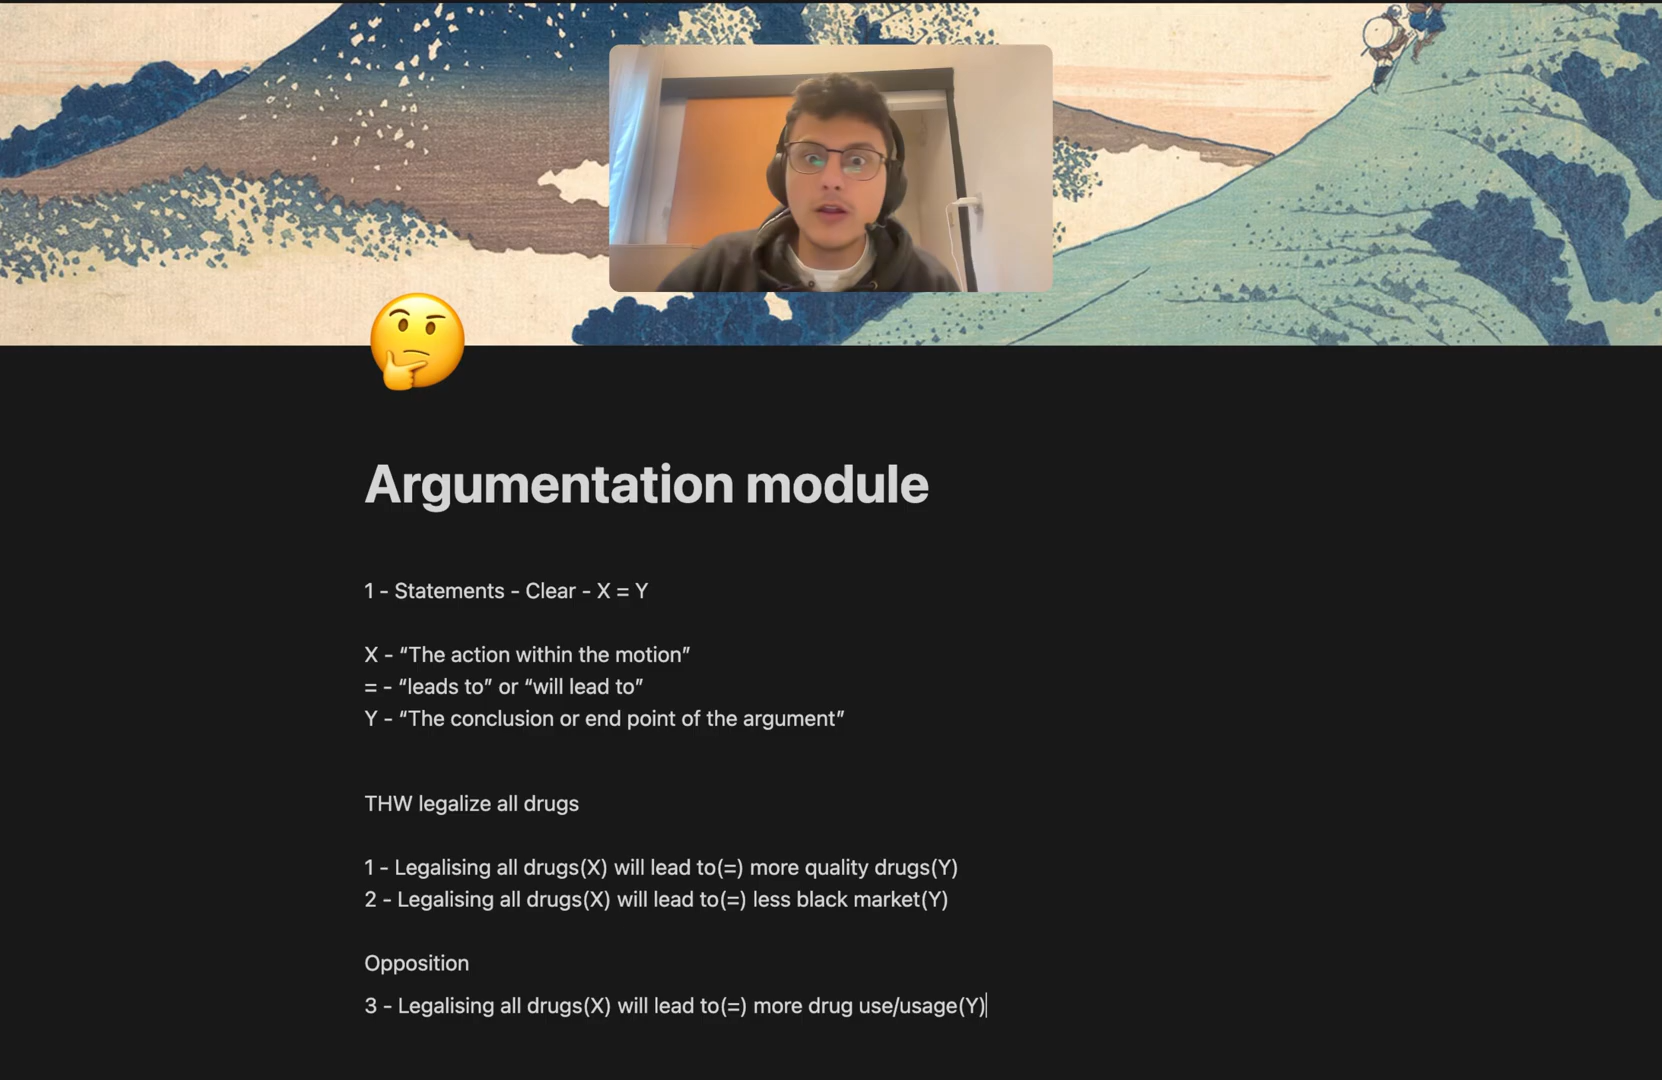 Argumentation module
1 - Statements - Clear - X = Y
X - “The action within the motion”
= - “leads to” or “will lead to”
Y - “The conclusion or end point of the argument”
THW legalize all drugs
1 - Legalising all drugs(X) will lead to(=) more quality drugs(Y)
2 - Legalising all drugs(X) will lead to(=) less black market(Y)
Opposition
3 - Legalising all drugs(X) will lead to(=) more drug use/usage(Y)